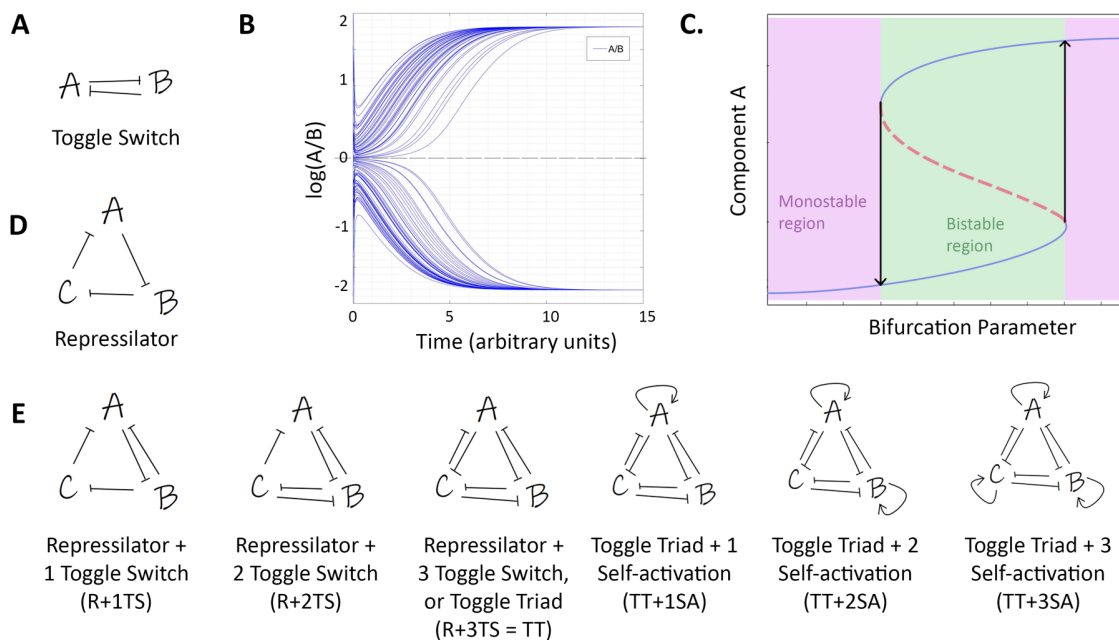 A
A B
Toggle Switch
B
2
1
0
-1
-2
log(A/B)
A/B
0
5
10
15
Time (arbitrary units)
C.
Component A
Monostable
region
Bistable
region
Bifurcation Parameter
D
A
C B
Repressilator
E
A
C B
Repressilator +
1 Toggle Switch
(R+1TS)
A
C B
Repressilator +
2 Toggle Switch
(R+2TS)
A
C B
Repressilator +
3 Toggle Switch,
or Toggle Triad
(R+3TS = TT)
A
C B
Toggle Triad + 1
Self-activation
(TT+1SA)
A
C B
Toggle Triad + 2
Self-activation
(TT+2SA)
A
C B
Toggle Triad + 3
Self-activation
(TT+3SA)